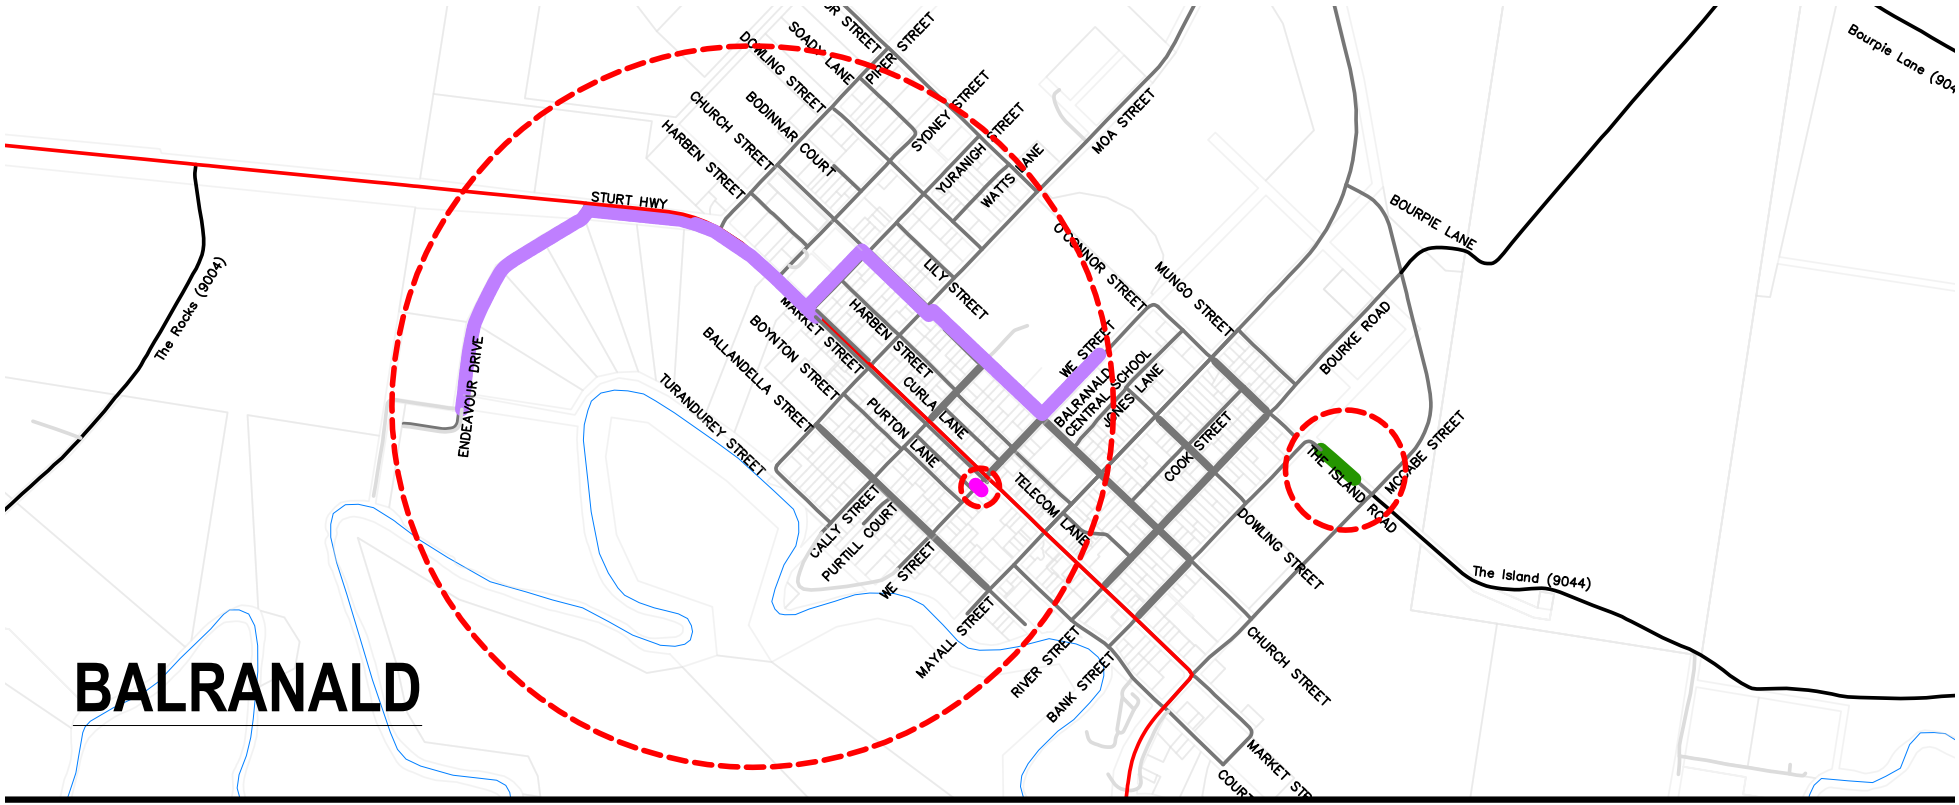 OR STREET
SOADY LANE
PIPER STREET
DOWLING STREET
CHURCH STREET
BODINNAR COURT
HARBEN STREET
SYDNEY STREET
YURANIGH STREET
WATTS LANE
MOA STREET
Bourpie Lane (904
STURT HWY
BOURPIE LANE
O'CONNOR STREET
MUNGO STREET
LILY STREET
The Rocks (9004)
MARKET STREET
HARBEN STREET
BOYNTON STREET
BALLANDELLA STREET
TURANDUREY STREET
WE STREET
BALRANALD
CENTRAL SCHOOL
JONES LANE
BOURKE ROAD
CURLA LANE
PURTON LANE
ENDEAVOUR DRIVE
COOK STREET
THE ISLAND ROAD
MCCABE STREET
TELECOM LANE
CALLY STREET
PURTILL COURT
WE STREET
DOWLING STREET
The Island (9044)
MAYALL STREET
RIVER STREET
BANK STREET
CHURCH STREET
BALRANALD
MARKET STR
COURT